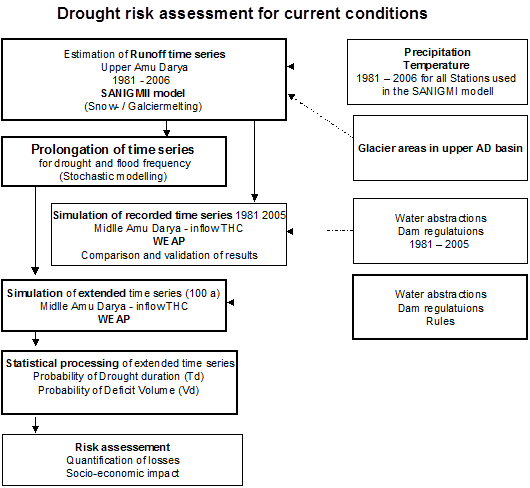 Drought risk assessment for current conditions
Estimation of Runoff time series
Upper Amu Darya
1981 - 2006
SANIGMII model
(Snow- / Galciermelting)
Precipitation
Temperature
1981 – 2006 for all Stations used
in the SANIGMI modell
Glacier areas in upper AD basin
Prolongation of time series
for drought and flood frequency
(Stochastic modelling)
Simulation of recorded time series 1981 2005
Midlle Amu Darya - inflow THC
WEAP
Comparison and validation of results
Water abstractions
Dam regulatuions
1981 – 2005
Simulation of extended time series (100 a)
Midlle Amu Darya - inflow THC
WEAP
Water abstractions
Dam regulatuions
Rules
Statistical processing of extended time series
Probability of Drought duration (Td)
Probability of Deficit Volume (Vd)
Risk assesement
Quantification of losses
Socio-economic impact